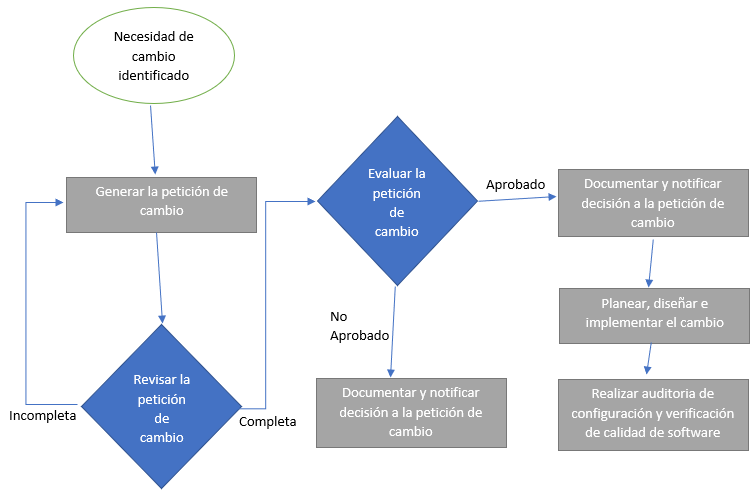 Necesidad de
cambio
identificado
Generar la petición de
cambio
Revisar la
petición
de
cambio
Incompleta
Completa
Evaluar la
petición
de
cambio
Aprobado
No
Aprobado
Documentar y notificar
decisión a la petición de
cambio
Documentar y notificar
decisión a la petición de
cambio
Planear, diseñar e
implementar el cambio
Realizar auditoria de
configuración y verificación
de calidad de software